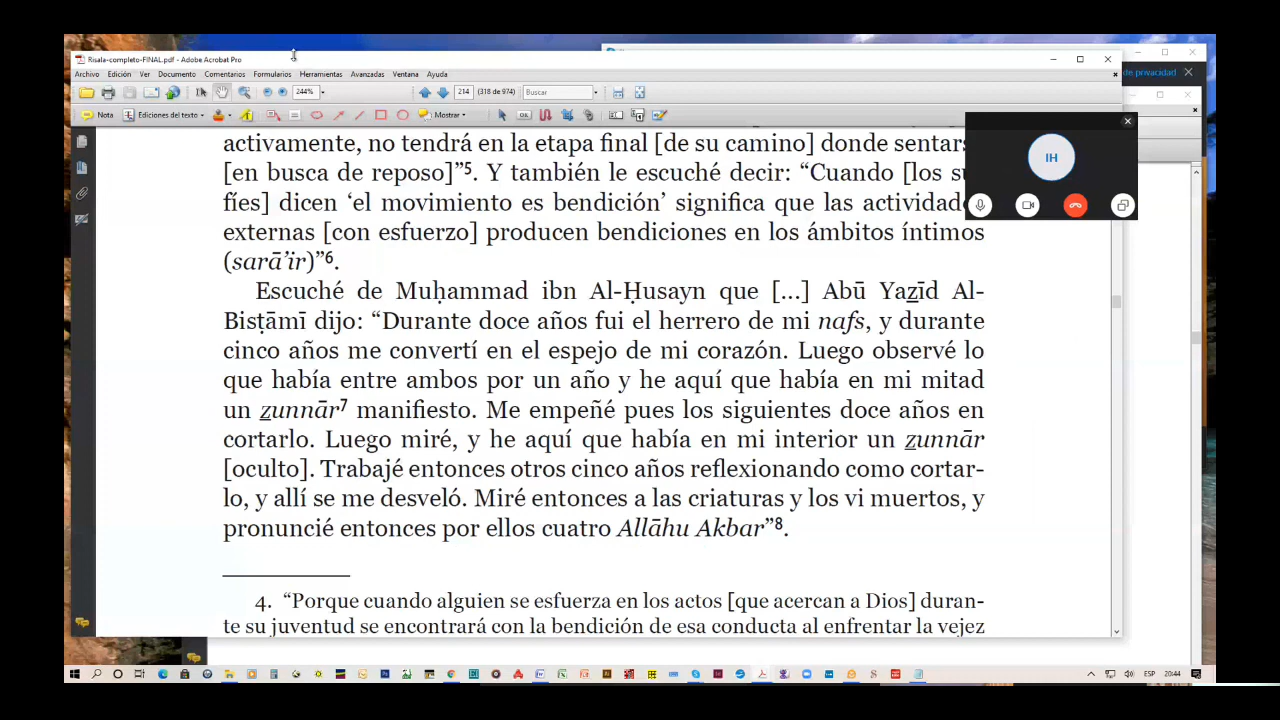 Risala-completo-FINAL.pdf - Adobe Acrobat Pro
Archivo Edición Ver Documento Comentarios Formularios Herramientas Avanzadas Ventana Ayuda
de privacidad
244% 214 (318 de 974) Buscar
Nota Ediciones del texto Mostrar
IH
activamente, no tendrá en la etapa final [de su camino] donde sentars
[en busca de reposo]”⁵. Y también le escuché decir: “Cuando [los su
fíes] dicen ‘el movimiento es bendición’ significa que las actividade
externas [con esfuerzo] producen bendiciones en los ámbitos íntimos
(sarā’ir)”⁶.
Escuché de Muḥammad ibn Al-Ḥusayn que [...] Abū Yazīd Al-
Bisṭāmī dijo: “Durante doce años fui el herrero de mi nafs, y durante
cinco años me convertí en el espejo de mi corazón. Luego observé lo
que había entre ambos por un año y he aquí que había en mi mitad
un zunnār⁷ manifiesto. Me empeñé pues los siguientes doce años en
cortarlo. Luego miré, y he aquí que había en mi interior un zunnār
[oculto]. Trabajé entonces otros cinco años reflexionando como cortar-
lo, y allí se me desveló. Miré entonces a las criaturas y los vi muertos, y
pronuncié entonces por ellos cuatro Allāhu Akbar”⁸.
4. “Porque cuando alguien se esfuerza en los actos [que acercan a Dios] duran-
te su juventud se encontrará con la bendición de esa conducta al enfrentar la vejez
ESP 20:44